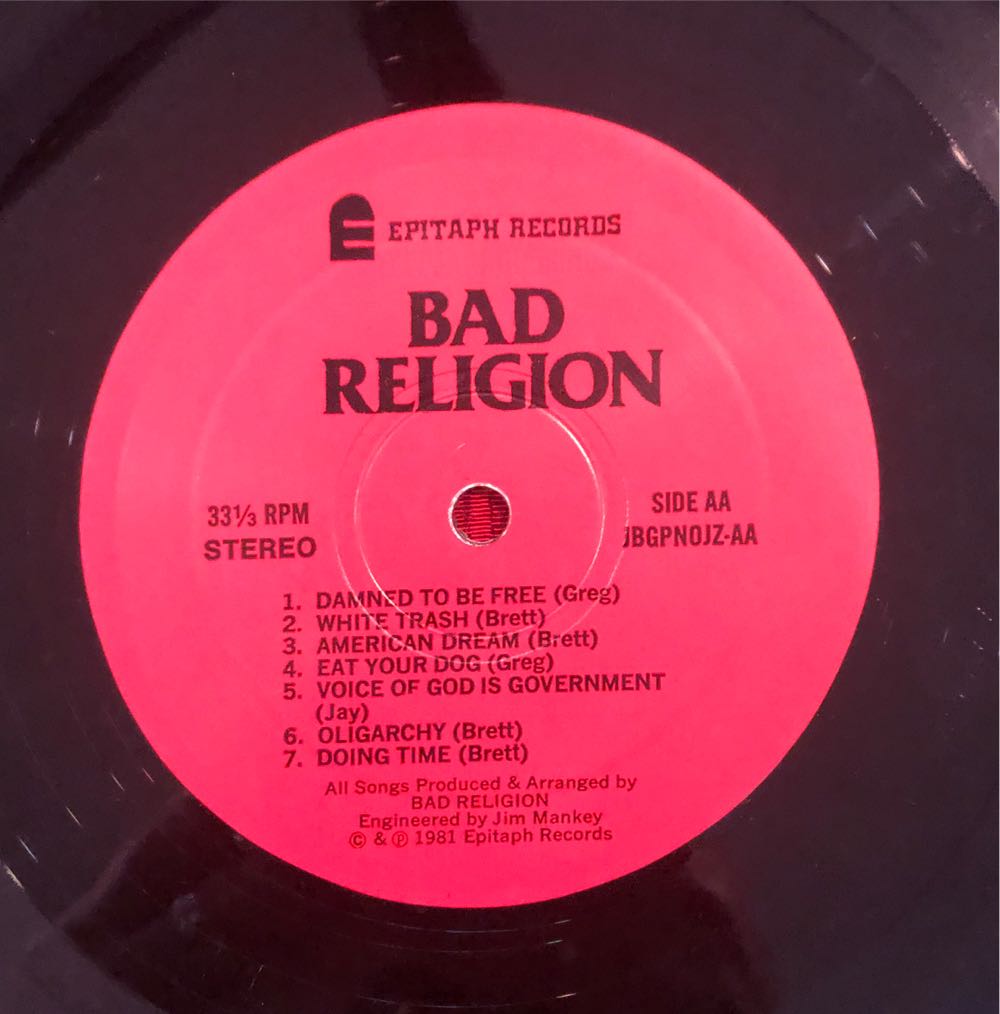 EPITAPH RECORDS
BAD
RELIGION
33⅓ RPM
STEREO
SIDE AA
JBGPNOJZ-AA
1. DAMNED TO BE FREE (Greg)
2. WHITE TRASH (Brett)
3. AMERICAN DREAM (Brett)
4. EAT YOUR DOG (Greg)
5. VOICE OF GOD IS GOVERNMENT
(Jay)
6. OLIGARCHY (Brett)
7. DOING TIME (Brett)
All Songs Produced & Arranged by
BAD RELIGION
Engineered by Jim Mankey
© & ℗ 1981 Epitaph Records